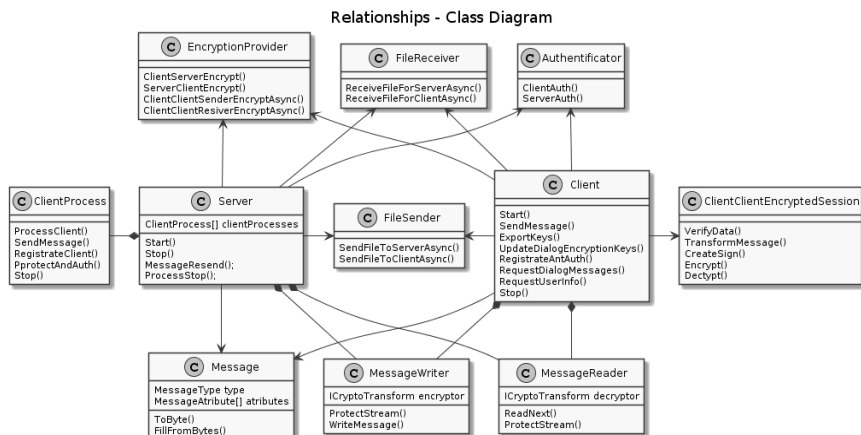 Relationships - Class Diagram
C EncryptionProvider
ClientServerEncrypt()
ServerClientEncrypt()
ClientClientSenderEncryptAsync()
ClientClientResiverEncryptAsync()
C FileReceiver
ReceiveFileForServerAsync()
ReceiveFileForClientAsync()
C Authentificator
ClientAuth()
ServerAuth()
C ClientProcess
ProcessClient()
SendMessage()
RegistrateClient()
PprotectAndAuth()
Stop()
C Server
ClientProcess[] clientProcesses
Start()
Stop()
MessageResend();
ProcessStop();
C FileSender
SendFileToServerAsync()
SendFileToClientAsync()
C Client
Start()
SendMessage()
ExportKeys()
UpdateDialogEncryptionKeys()
RegistrateAntAuth()
RequestDialogMessages()
RequestUserInfo()
Stop()
C ClientClientEncryptedSession
VerifyData()
TransformMessage()
CreateSign()
Encrypt()
Dectypt()
C Message
MessageType type
MessageAtribute[] atributes
ToByte()
FillFromBytes()
C MessageWriter
ICryptoTransform encryptor
ProtectStream()
WriteMessage()
C MessageReader
ICryptoTransform decryptor
ReadNext()
ProtectStream()